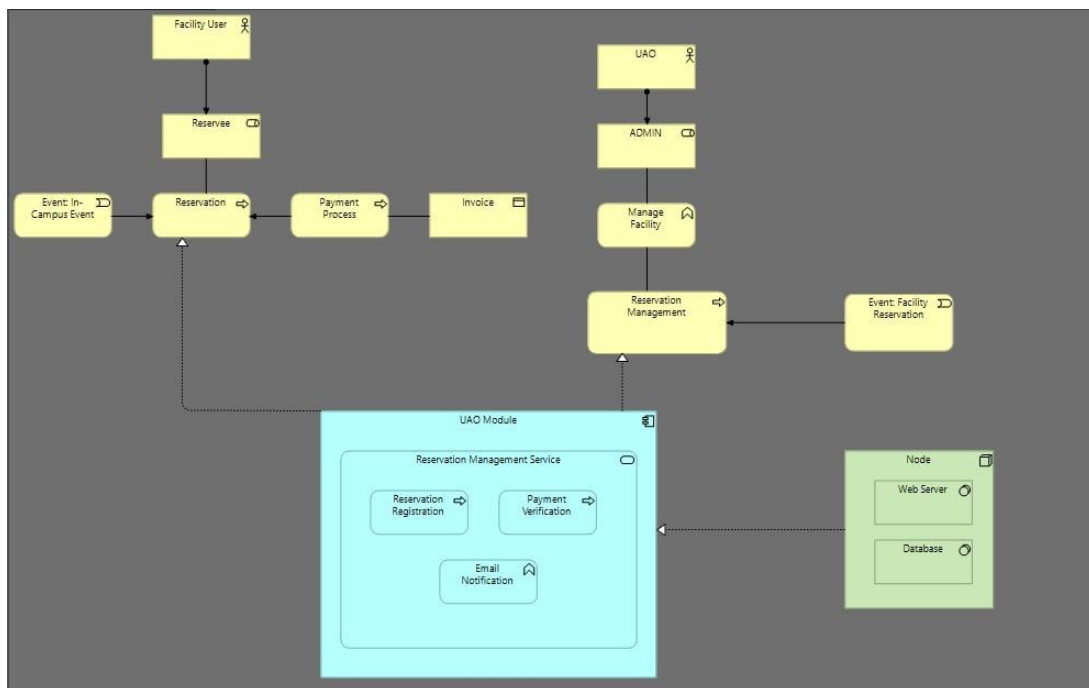 Facility User
UAO
Reservee
ADMIN
Event: In-
Campus Event
Reservation
Payment
Process
Invoice
Manage
Facility
Reservation
Management
Event: Facility
Reservation
UAO Module
Reservation Management Service
Reservation
Registration
Payment
Verification
Email
Notification
Node
Web Server
Database